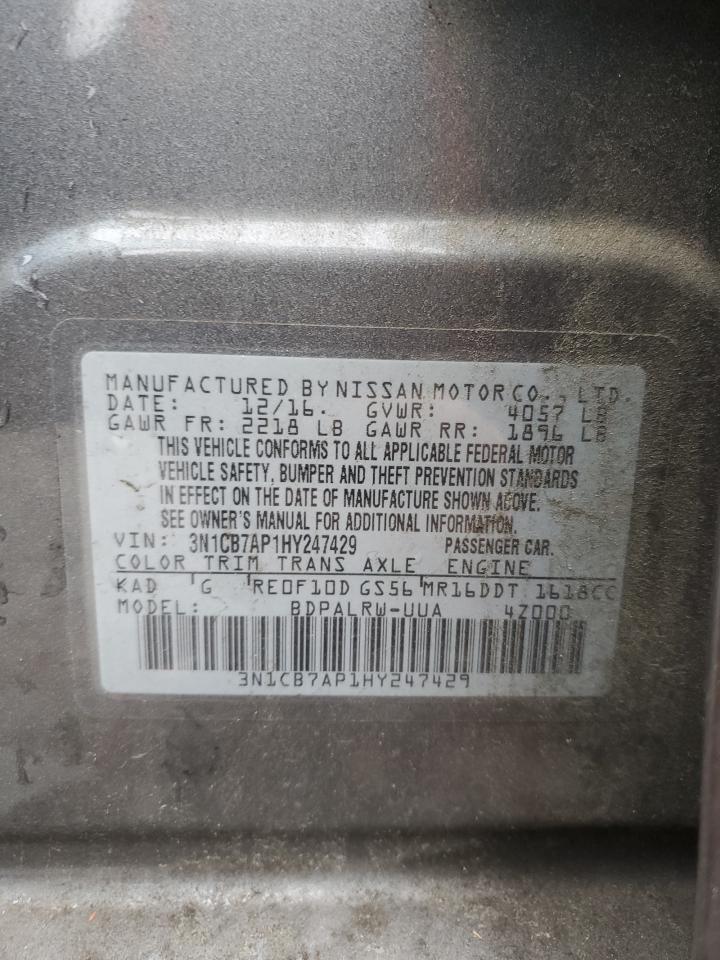 MANUFACTURED BY NISSAN MOTOR CO., LTD.
DATE: 12/16. GVWR: 4057 LB
GAWR FR: 2218 LB GAWR RR: 1896 LB
THIS VEHICLE CONFORMS TO ALL APPLICABLE FEDERAL MOTOR
VEHICLE SAFETY, BUMPER AND THEFT PREVENTION STANDARDS
IN EFFECT ON THE DATE OF MANUFACTURE SHOWN ABOVE.
SEE OWNER'S MANUAL FOR ADDITIONAL INFORMATION.
VIN: 3N1CB7AP1HY247429 PASSENGER CAR.
COLOR TRIM TRANS AXLE ENGINE
KAD G RE0F10D GS56 MR16DDT 1618CC
MODEL: BDPALRW-UUA 4Z000
3N1CB7AP1HY247429